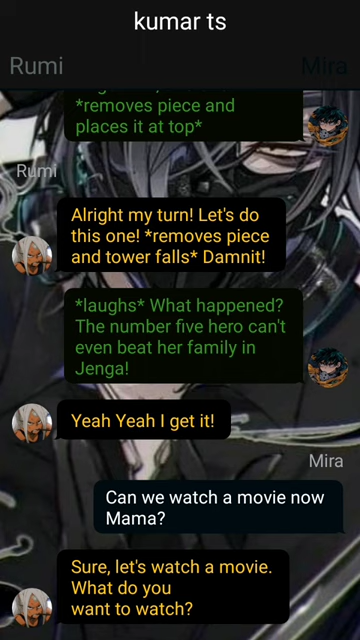 kumar ts
Rumi
Mira
*removes piece and
places it at top*
Rumi
Alright my turn! Let's do
this one! *removes piece
and tower falls* Damnit!
*laughs* What happened?
The number five hero can't
even beat her family in
Jenga!
Yeah Yeah I get it!
Mira
Can we watch a movie now
Mama?
Sure, let's watch a movie.
What do you
want to watch?